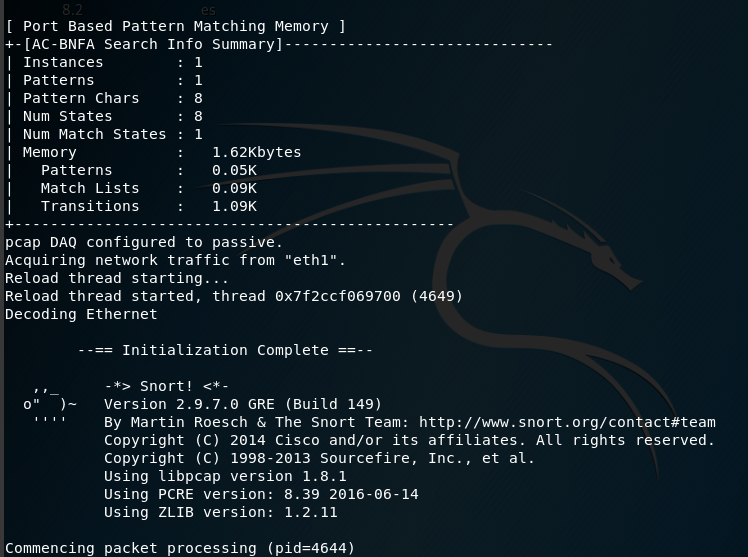 8.2 es
[ Port Based Pattern Matching Memory ]
+-[AC-BNFA Search Info Summary]------------------------------
| Instances        : 1
| Patterns         : 1
| Pattern Chars    : 8
| Num States       : 8
| Num Match States : 1
| Memory           :   1.62Kbytes
|   Patterns       :   0.05K
|   Match Lists    :   0.09K
|   Transitions    :   1.09K
+-------------------------------------------------
pcap DAQ configured to passive.
Acquiring network traffic from "eth1".
Reload thread starting...
Reload thread started, thread 0x7f2ccf069700 (4649)
Decoding Ethernet
        --== Initialization Complete ==--
   ,,_     -*> Snort! <*-
  o"  )~   Version 2.9.7.0 GRE (Build 149)
   ''''    By Martin Roesch & The Snort Team: http://www.snort.org/contact#team
           Copyright (C) 2014 Cisco and/or its affiliates. All rights reserved.
           Copyright (C) 1998-2013 Sourcefire, Inc., et al.
           Using libpcap version 1.8.1
           Using PCRE version: 8.39 2016-06-14
           Using ZLIB version: 1.2.11
Commencing packet processing (pid=4644)